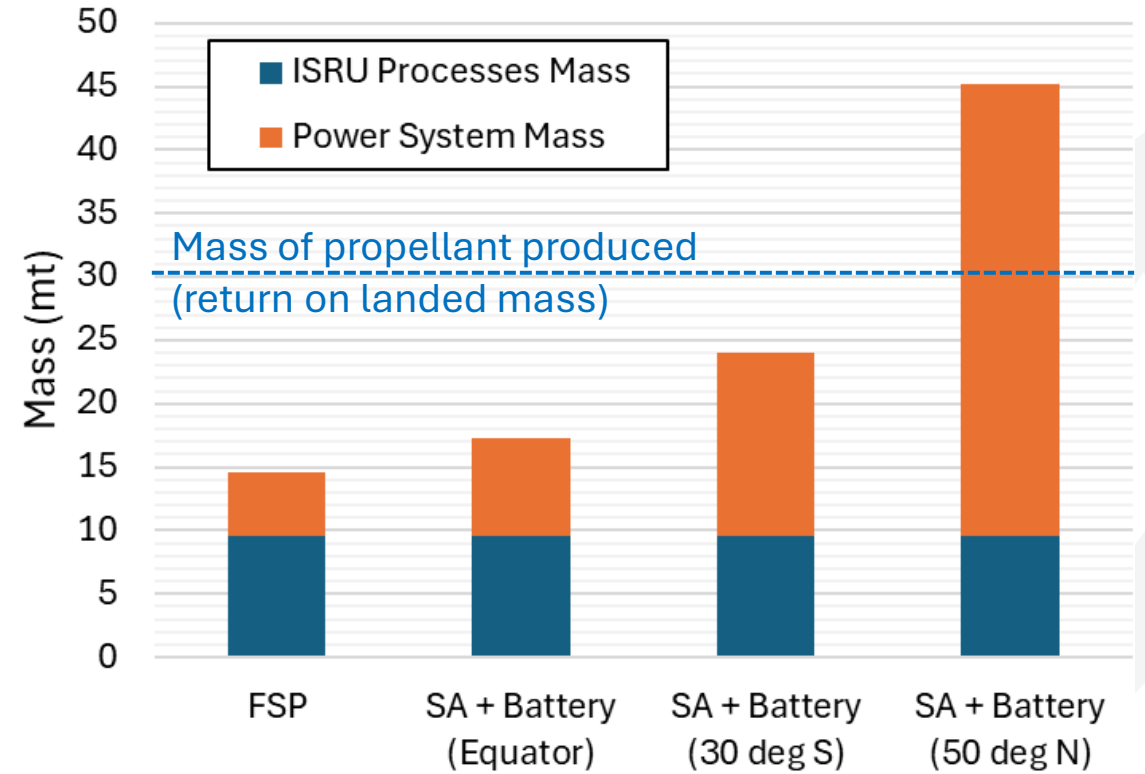 50
45
40
35
30
25
20
15
10
5
0
Mass (mt)
ISRU Processes Mass
Power System Mass
Mass of propellant produced
(return on landed mass)
FSP
SA + Battery
(Equator)
SA + Battery
(30 deg S)
SA + Battery
(50 deg N)